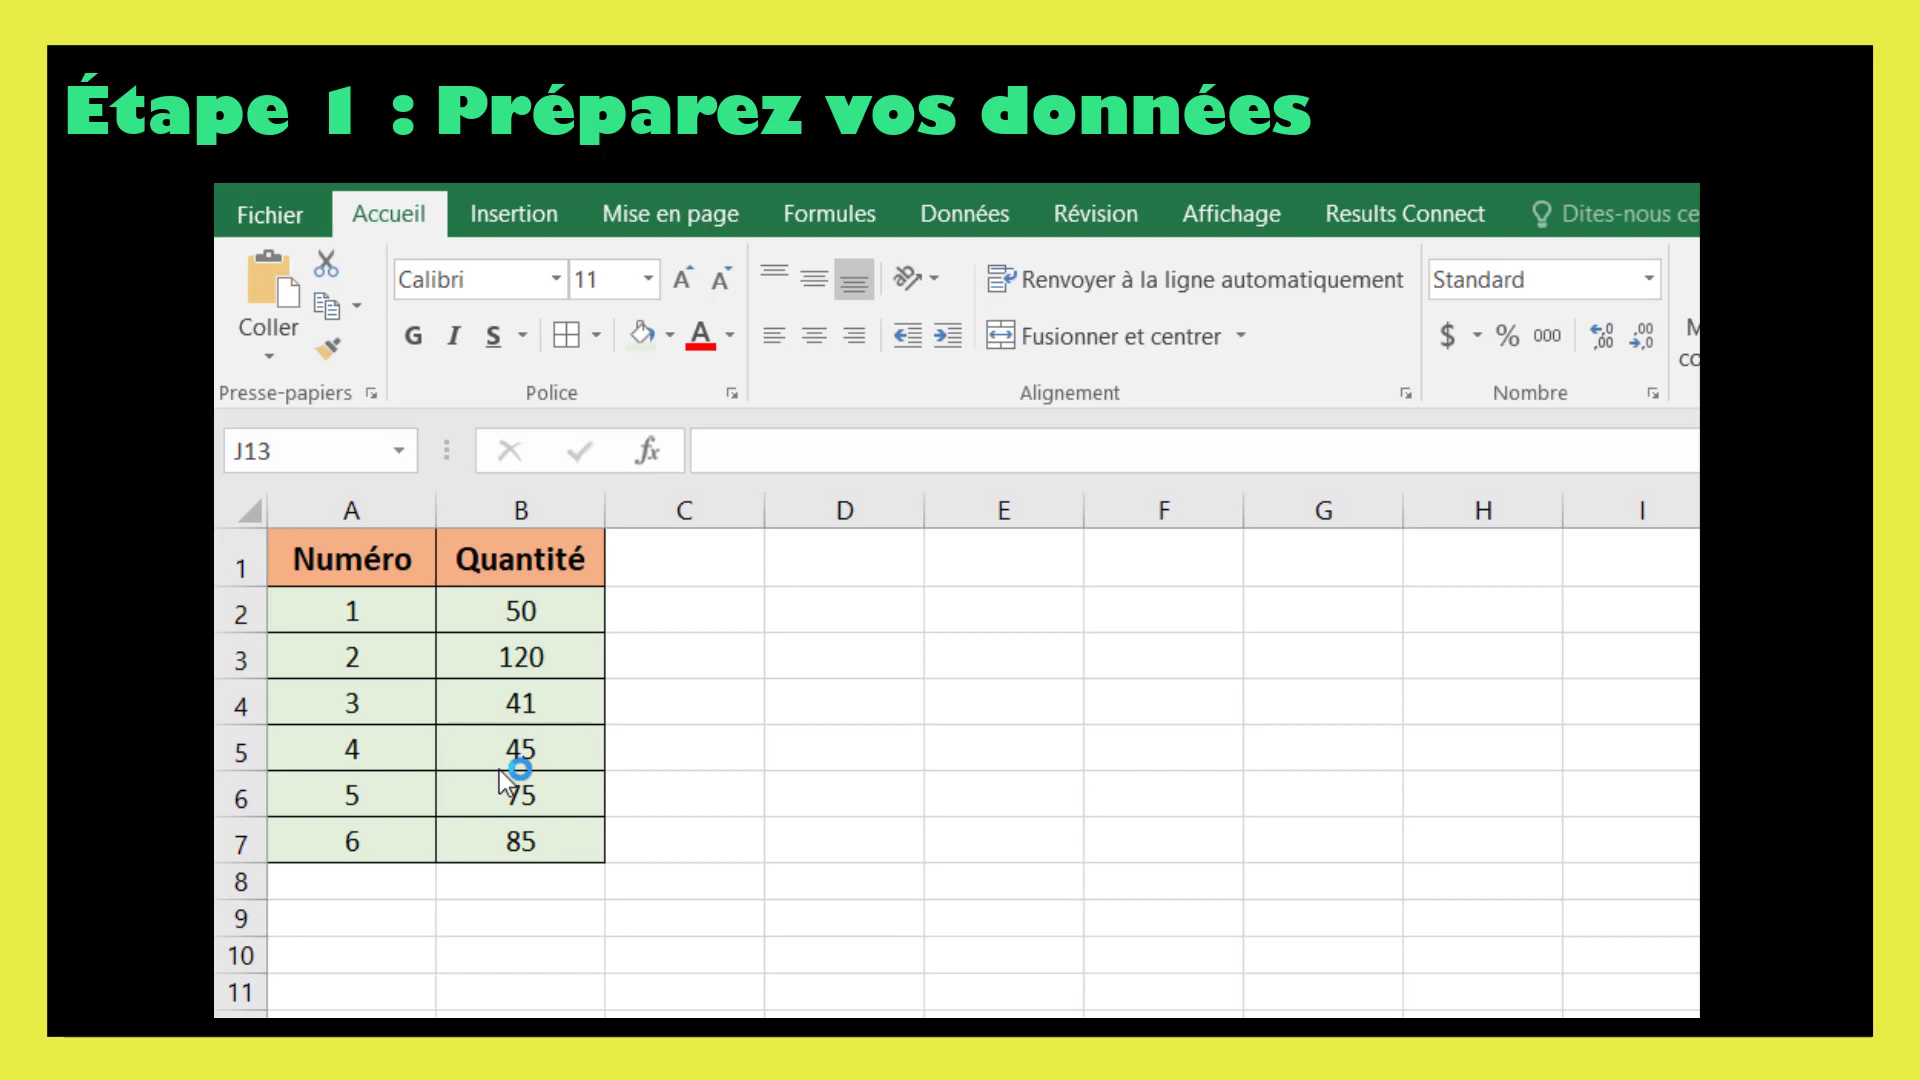 Étape 1 : Préparez vos données
Fichier Accueil Insertion Mise en page Formules Données Révision Affichage Results Connect Dites-nous ce
Calibri 11 Renvoyer à la ligne automatiquement Standard
Coller G I S A Fusionner et centrer $ % 000
Presse-papiers Police Alignement Nombre
J13 fx
A B C D E F G H I
1 Numéro Quantité
2 1 50
3 2 120
4 3 41
5 4 45
6 5 75
7 6 85
8
9
10
11